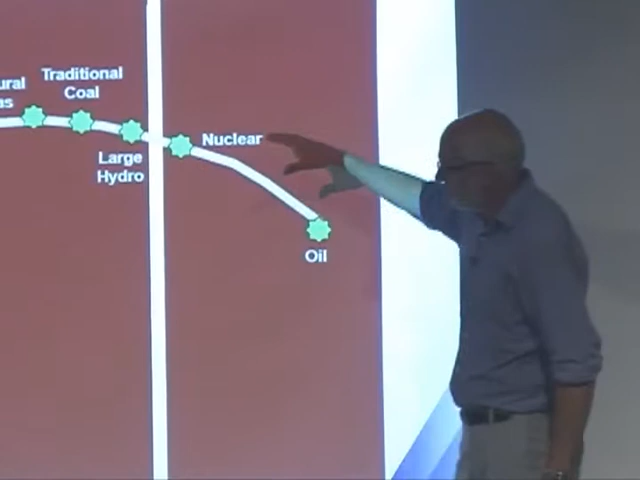 ural
as
Traditional
Coal
Large
Hydro
Nuclear
Oil